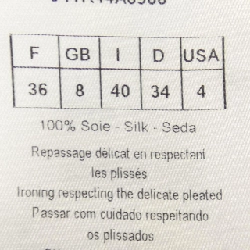 F GB I D USA
36 8 40 34 4
100% Soie - Silk - Seda
Repassage délicat en respectant
les plissés
Ironing respecting the delicate pleated
Passar com cuidado respeitando
os plissados